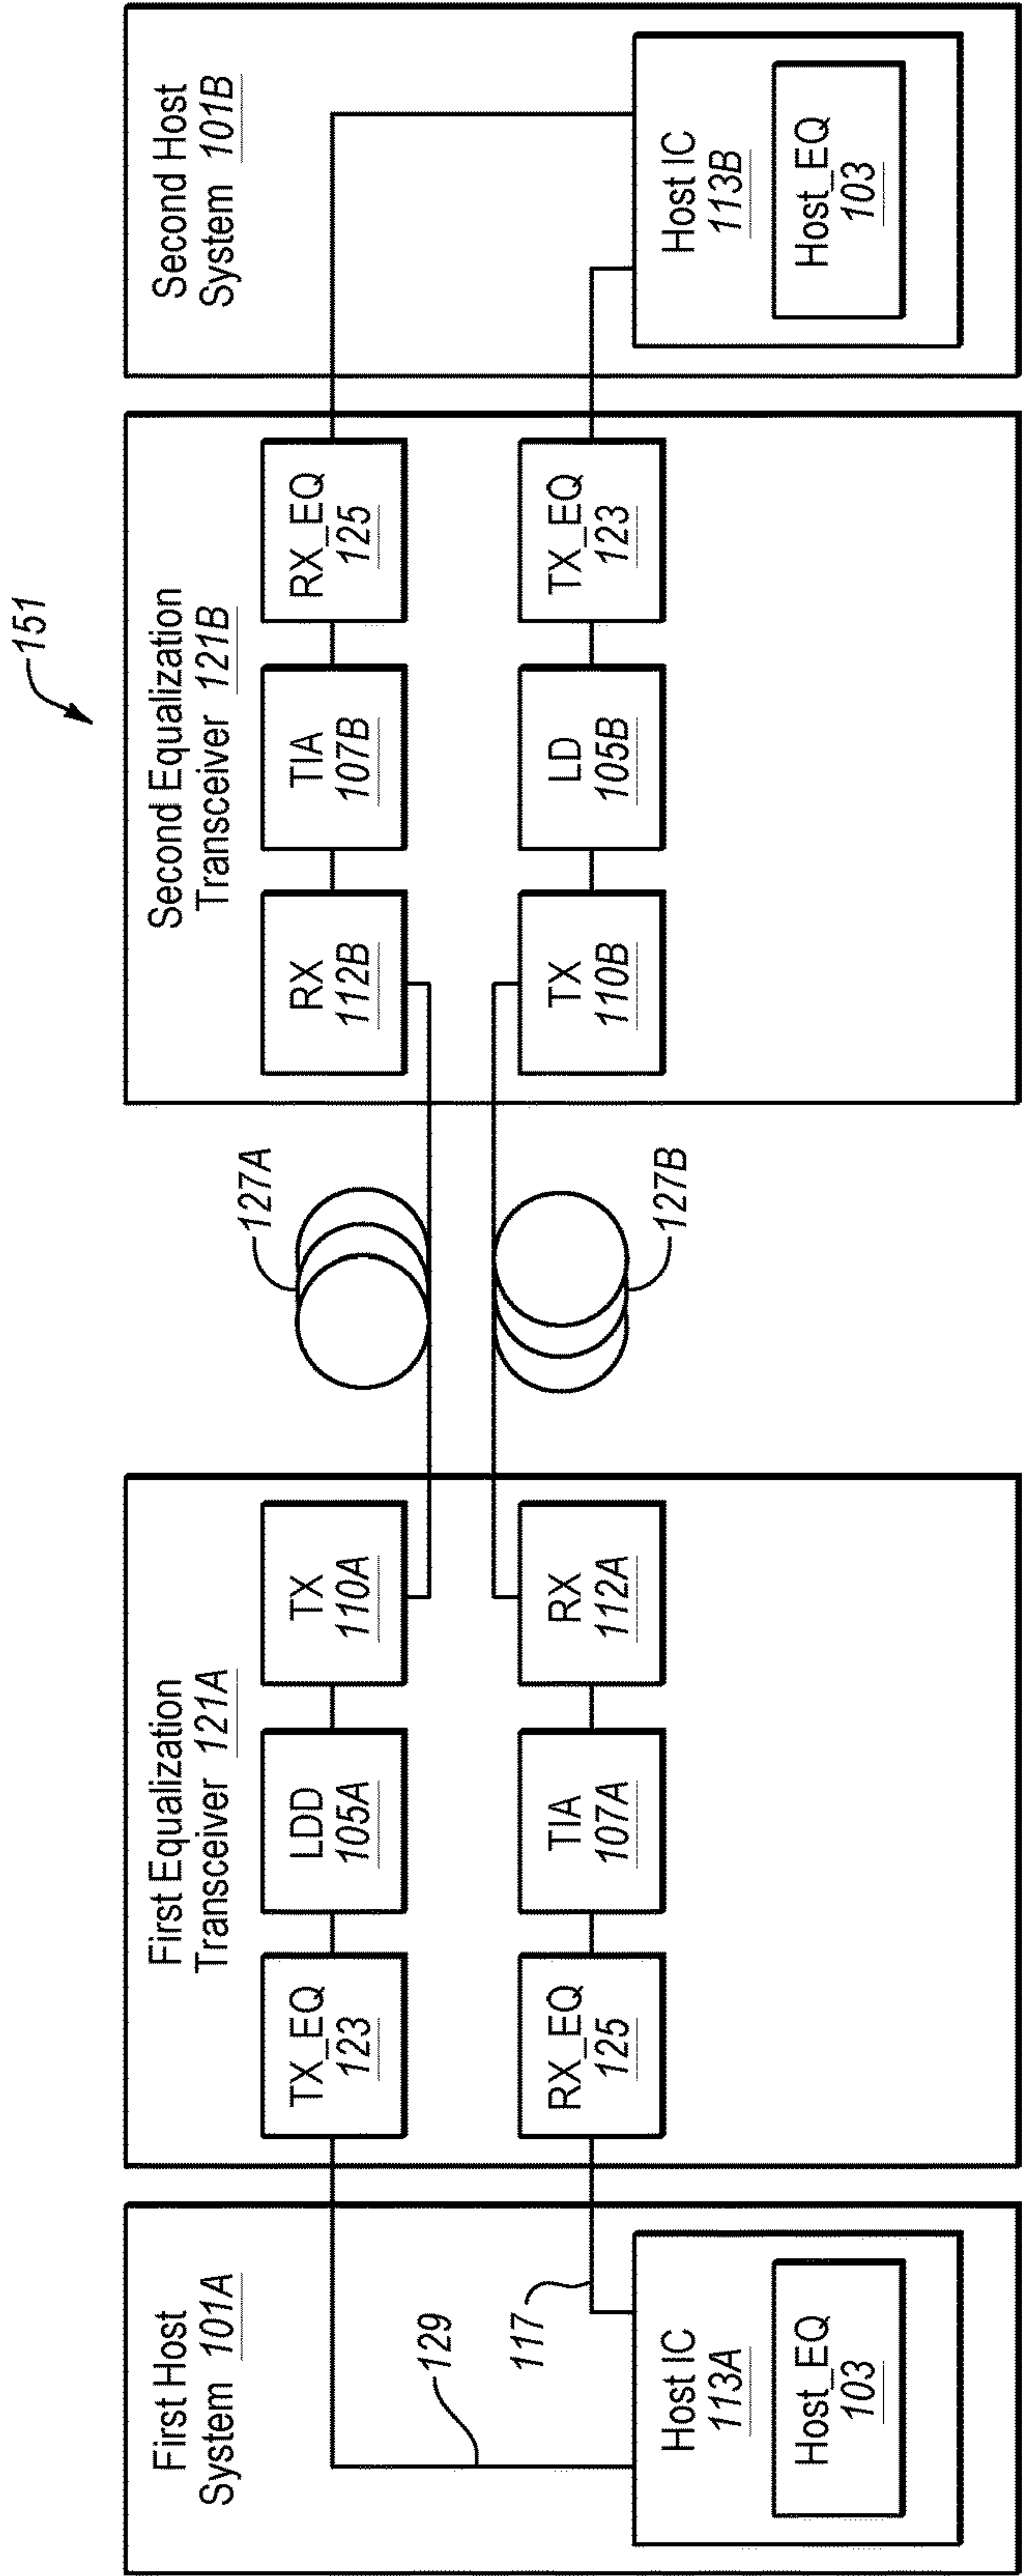 151
First Host
System 101A
129
117
Host IC
113A
Host_EQ
103
First Equalization
Transceiver 121A
TX_EQ
123
LDD
105A
TX
110A
RX_EQ
125
TIA
107A
RX
112A
127A
127B
Second Equalization
Transceiver 121B
RX
112B
TIA
107B
RX_EQ
125
TX
110B
LD
105B
TX_EQ
123
Second Host
System 101B
Host IC
113B
Host_EQ
103